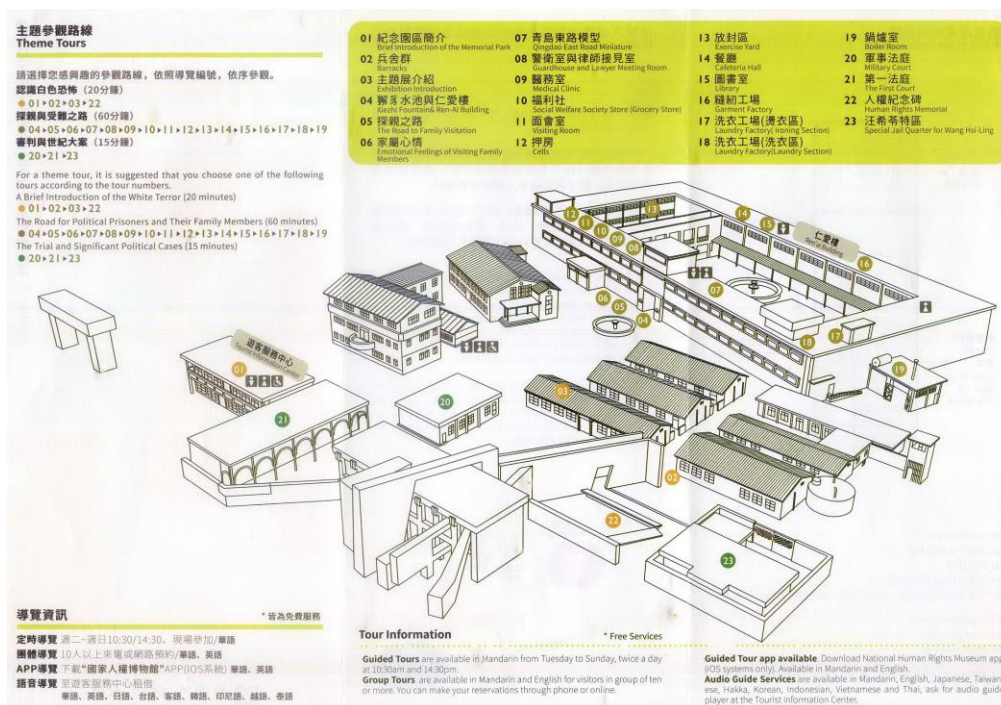 主題參觀路線
Theme Tours
請選擇您感興趣的參觀路線，依照導覽編號，依序參觀。
認識白色恐怖（20分鐘）
01▸02▸03▸22
探親與受難之路（60分鐘）
04▸05▸06▸07▸08▸09▸10▸11▸12▸13▸14▸15▸16▸17▸18▸19
審判與世紀大案（15分鐘）
20▸21▸23
For a theme tour, it is suggested that you choose one of the following
tours according to the tour numbers.
A Brief Introduction of the White Terror (20 minutes)
01▸02▸03▸22
The Road for Political Prisoners and Their Family Members (60 minutes)
04▸05▸06▸07▸08▸09▸10▸11▸12▸13▸14▸15▸16▸17▸18▸19
The Trial and Significant Political Cases (15 minutes)
20▸21▸23
01 紀念園區簡介
Brief Introduction of the Memorial Park
02 兵舍群
Barracks
03 主題展介紹
Exhibition Introduction
04 獬豸水池與仁愛樓
Xiezhi Fountain& Ren-AI Building
05 探親之路
The Road to Family Visitation
06 家屬心情
Emotional Feelings of Visiting Family
Members
07 青島東路模型
Qingdao East Road Miniature
08 警衛室與律師接見室
Guardhouse and Lawyer Meeting Room
09 醫務室
Medical Clinic
10 福利社
Social Welfare Society Store (Grocery Store)
11 面會室
Visiting Room
12 押房
Cells
13 放封區
Exercise Yard
14 餐廳
Cafeteria Hall
15 圖書室
Library
16 縫紉工場
Garment Factory
17 洗衣工場(燙衣區)
Laundry Factory( Ironing Section)
18 洗衣工場(洗衣區)
Laundry Factory(Laundry Section)
19 鍋爐室
Boiler Room
20 軍事法庭
Military Court
21 第一法庭
The First Court
22 人權紀念碑
Human Rights Memorial
23 汪希苓特區
Special Jail Quarter for Wang Hsi-Ling
12
11
10
09
08
13
14
15
仁愛樓
Ren'ai Building
16
07
06
05
04
17
18
19
遊客服務中心
Tourist Information Center
01
21
20
03
02
22
23
導覽資訊
* 皆為免費服務
定時導覽 週二~週日10:30/14:30，現場參加/華語
團體導覽 10人以上來電或網路預約/華語、英語
APP導覽 下載“國家人權博物館”APP(IOS系統) 華語、英語
語音導覽 至遊客服務中心租借
華語、英語、日語、台語、客語、韓語、印尼語、越語、泰語
Tour Information
* Free Services
Guided Tours are available in Mandarin from Tuesday to Sunday, twice a day
at 10:30am and 14:30pm.
Group Tours are available in Mandarin and English for visitors in group of ten
or more. You can make your reservations through phone or online.
Guided Tour app available. Download National Human Rights Museum app
(IOS systems only). Available in Mandarin and English.
Audio Guide Services are available in Mandarin, English, Japanese, Taiwan-
ese, Hakka, Korean, Indonesian, Vietnamese and Thai, ask for audio guide
player at the Tourist Information Center.